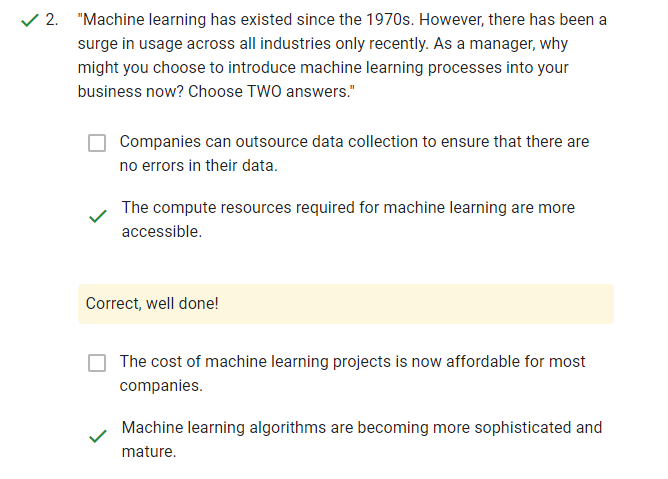 2. "Machine learning has existed since the 1970s. However, there has been a
surge in usage across all industries only recently. As a manager, why
might you choose to introduce machine learning processes into your
business now? Choose TWO answers."
Companies can outsource data collection to ensure that there are
no errors in their data.
The compute resources required for machine learning are more
accessible.
Correct, well done!
The cost of machine learning projects is now affordable for most
companies.
Machine learning algorithms are becoming more sophisticated and
mature.